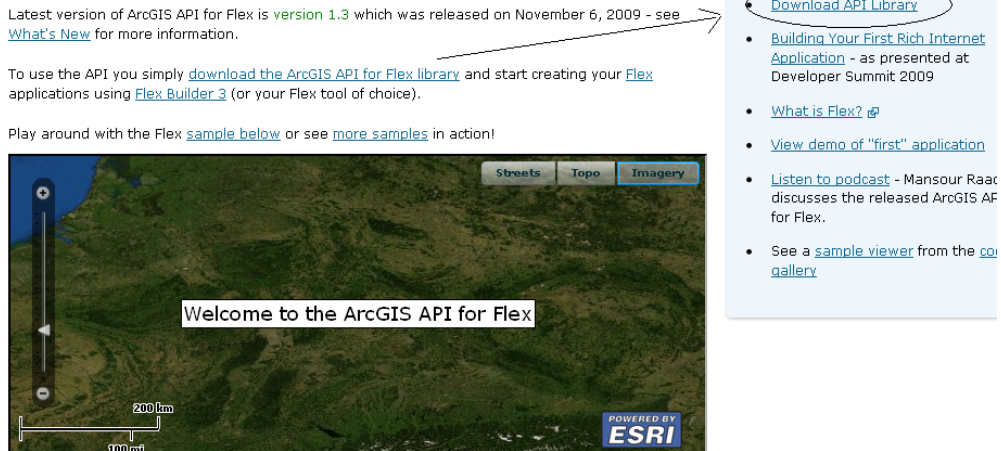 Latest version of ArcGIS API for Flex is version 1.3 which was released on November 6, 2009 - see
What's New for more information.
To use the API you simply download the ArcGIS API for Flex library and start creating your Flex
applications using Flex Builder 3 (or your Flex tool of choice).
Play around with the Flex sample below or see more samples in action!
Streets Topo Imagery
Welcome to the ArcGIS API for Flex
200 km
100 mi
POWERED BY
ESRI
Download API Library
Building Your First Rich Internet
Application - as presented at
Developer Summit 2009
What is Flex?
View demo of "first" application
Listen to podcast - Mansour
discusses the released ArcGIS
for Flex.
See a sample viewer from the
gallery